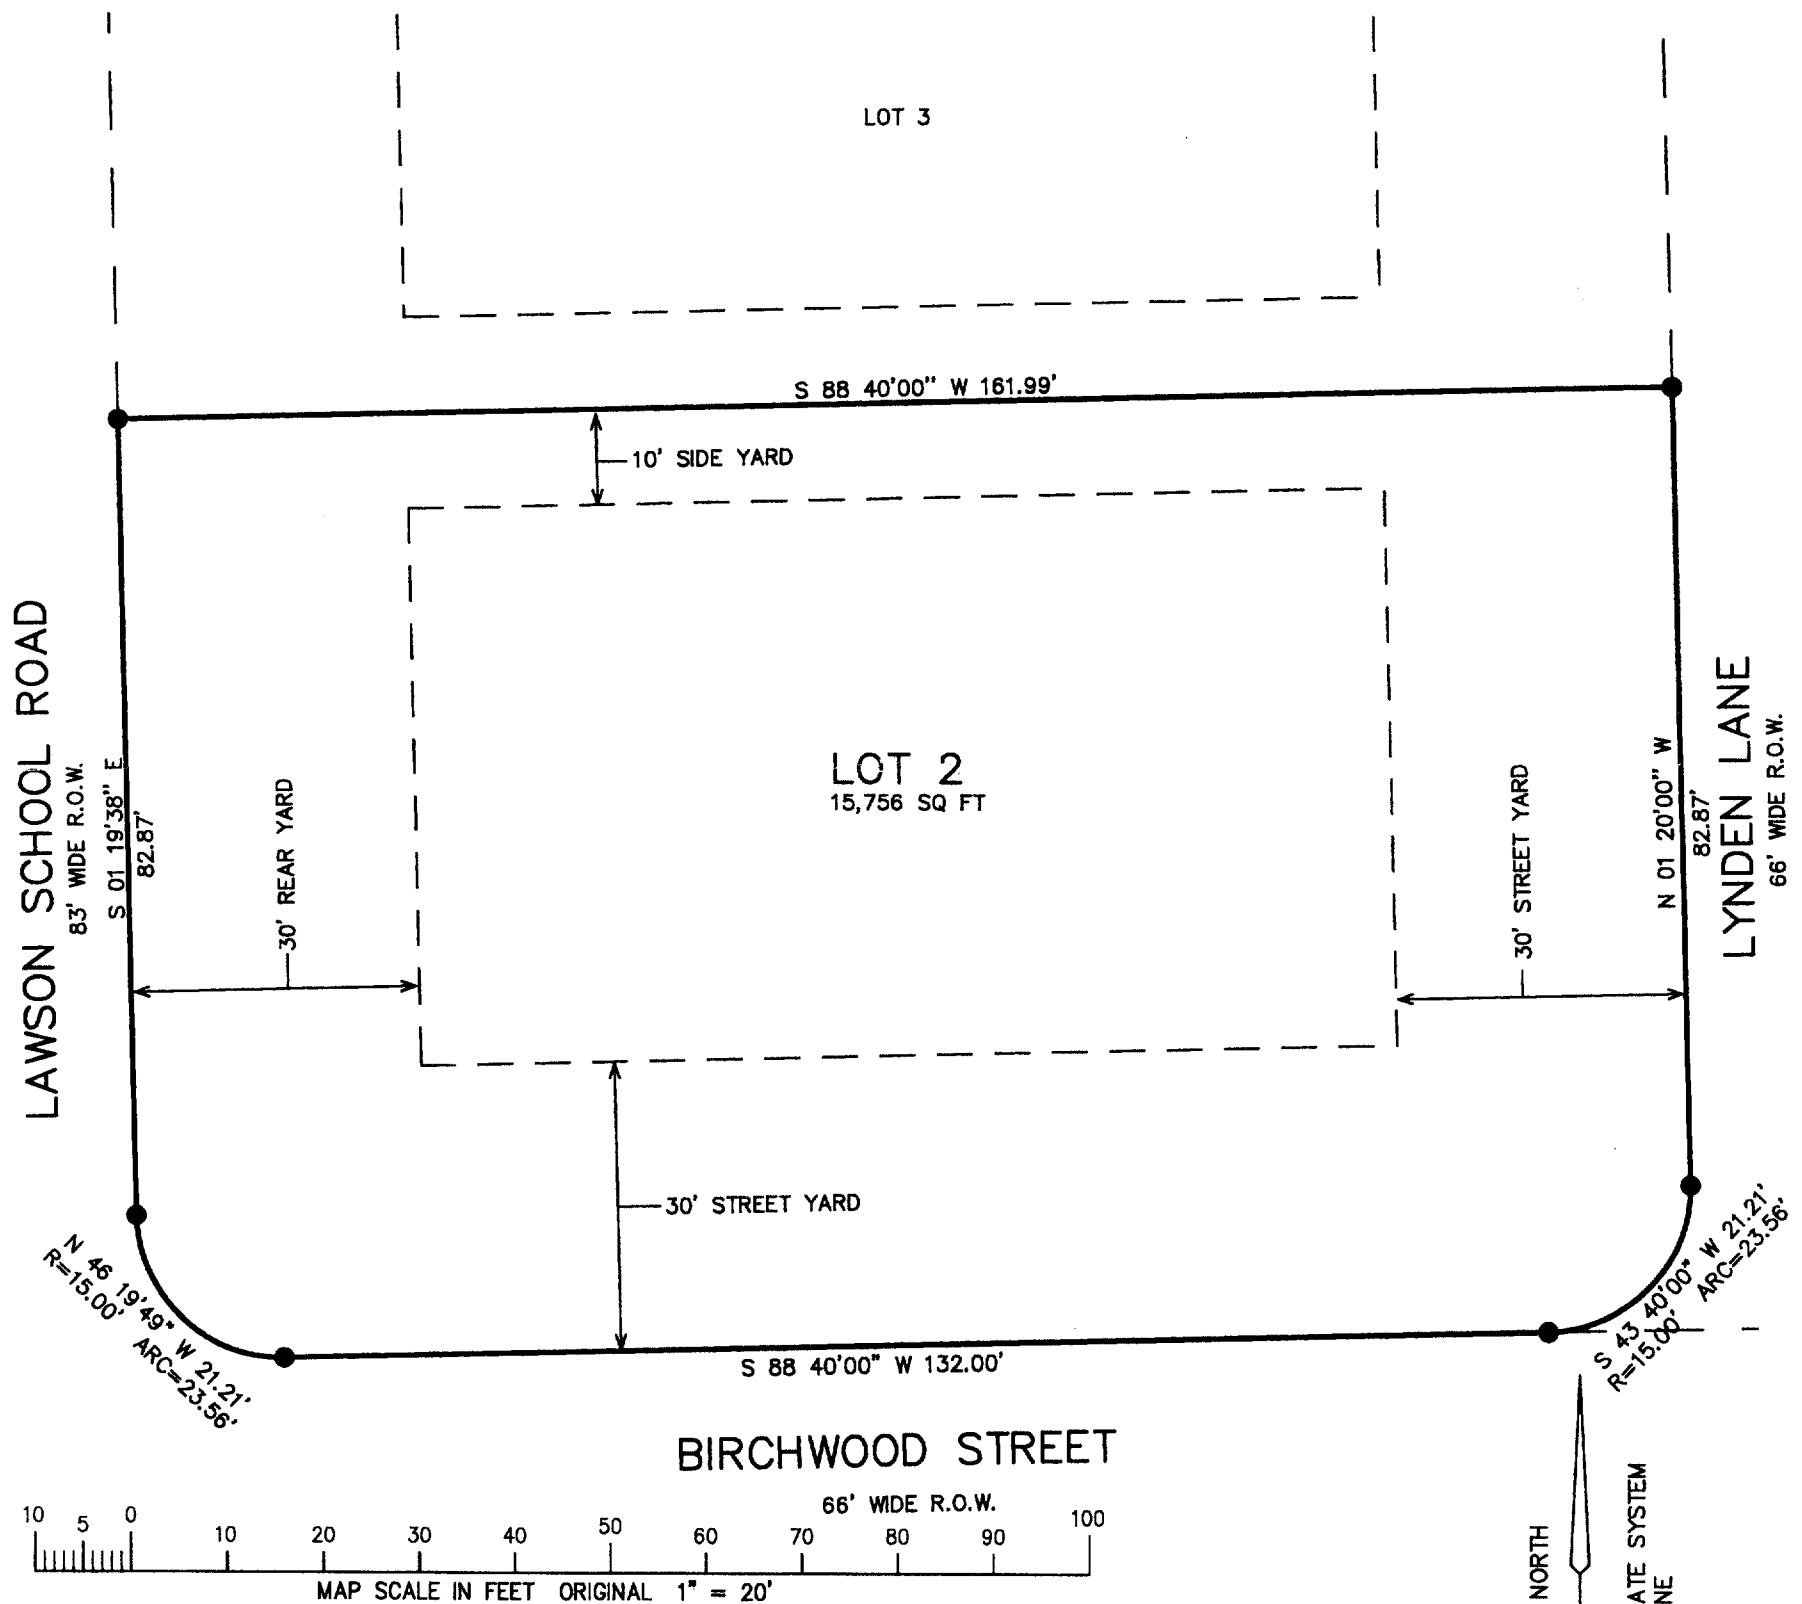 LOT 3
S 88 40'00" W 161.99'
10' SIDE YARD
LAWSON SCHOOL ROAD
83' WIDE R.O.W.
S 01 19'38" E
82.87'
30' REAR YARD
LOT 2
15,756 SQ FT
30' STREET YARD
N 01 20'00" W
82.87'
LYNDEN LANE
66' WIDE R.O.W.
30' STREET YARD
N 46 19'49" W 21.21'
R=15.00' ARC=23.56'
S 88 40'00" W 132.00'
S 43 40'00" W 21.21'
R=15.00' ARC=23.56'
BIRCHWOOD STREET
66' WIDE R.O.W.
10 5 0 10 20 30 40 50 60 70 80 90 100
MAP SCALE IN FEET ORIGINAL 1" = 20'
NORTH
ATE SYSTEM
NE